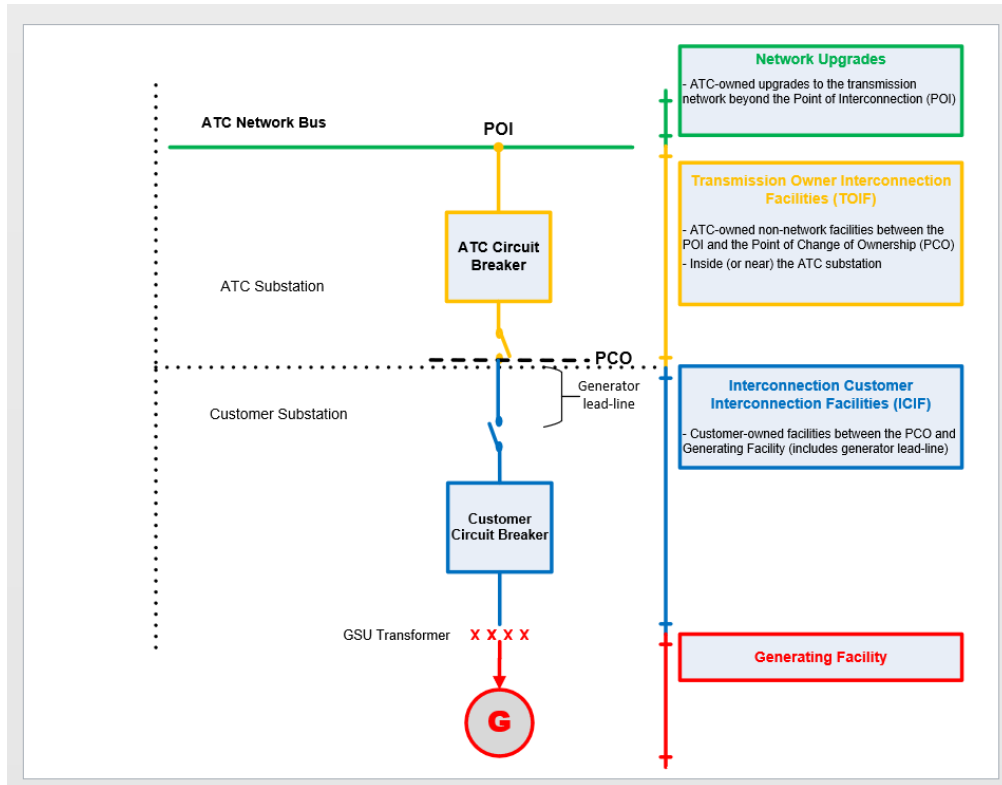 Network Upgrades
- ATC-owned upgrades to the transmission
network beyond the Point of Interconnection (POI)
ATC Network Bus
POI
Transmission Owner Interconnection
Facilities (TOIF)
- ATC-owned non-network facilities between the
POI and the Point of Change of Ownership (PCO)
- Inside (or near) the ATC substation
ATC Circuit
Breaker
ATC Substation
PCO
Generator
lead-line
Customer Substation
Interconnection Customer
Interconnection Facilities (ICIF)
- Customer-owned facilities between the PCO and
Generating Facility (includes generator lead-line)
Customer
Circuit Breaker
GSU Transformer
X X X X
Generating Facility
G